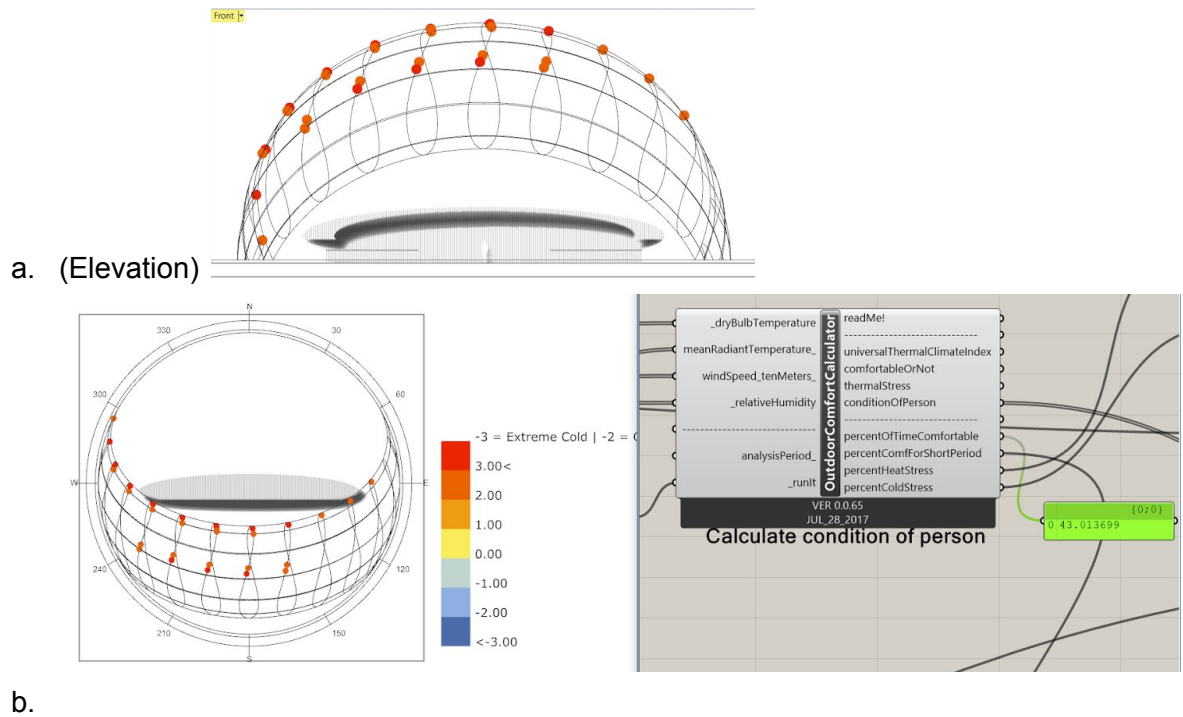 Front
a. (Elevation)
N
330
30
300
60
W
E
240
120
210
150
S
-3 = Extreme Cold | -2 = C
3.00<
2.00
1.00
0.00
-1.00
-2.00
<-3.00
_dryBulbTemperature
meanRadiantTemperature_
windSpeed_tenMeters_
_relativeHumidity
-------------------------------
analysisPeriod_
_runIt
OutdoorComfortCalculator
readMe!
-------------------------------
universalThermalClimateIndex
comfortableOrNot
thermalStress
conditionOfPerson
-------------------------------
percentOfTimeComfortable
percentComfForShortPeriod
percentHeatStress
percentColdStress
VER 0.0.65
JUL_28_2017
Calculate condition of person
{0;0}
0 43.013699
b.